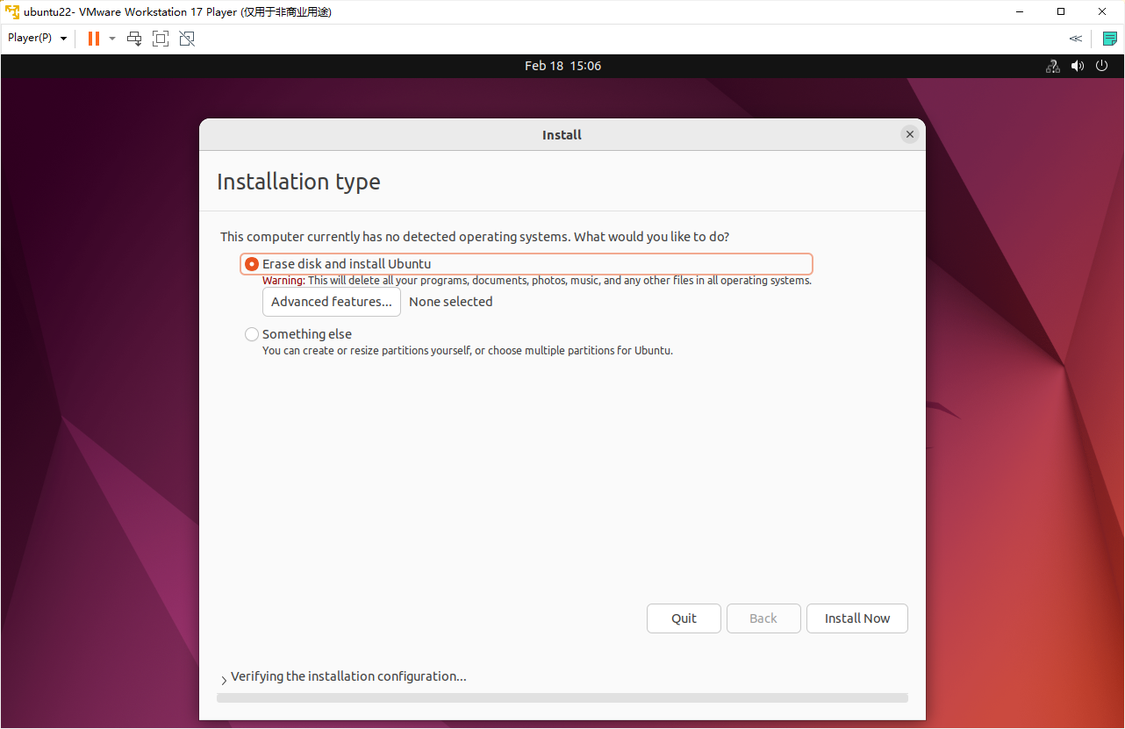 ubuntu22- VMware Workstation 17 Player (仅用于非商业用途)
Player(P)
Feb 18 15:06
Install
Installation type
This computer currently has no detected operating systems. What would you like to do?
Erase disk and install Ubuntu
Warning: This will delete all your programs, documents, photos, music, and any other files in all operating systems.
Advanced features... None selected
Something else
You can create or resize partitions yourself, or choose multiple partitions for Ubuntu.
Quit Back Install Now
Verifying the installation configuration...